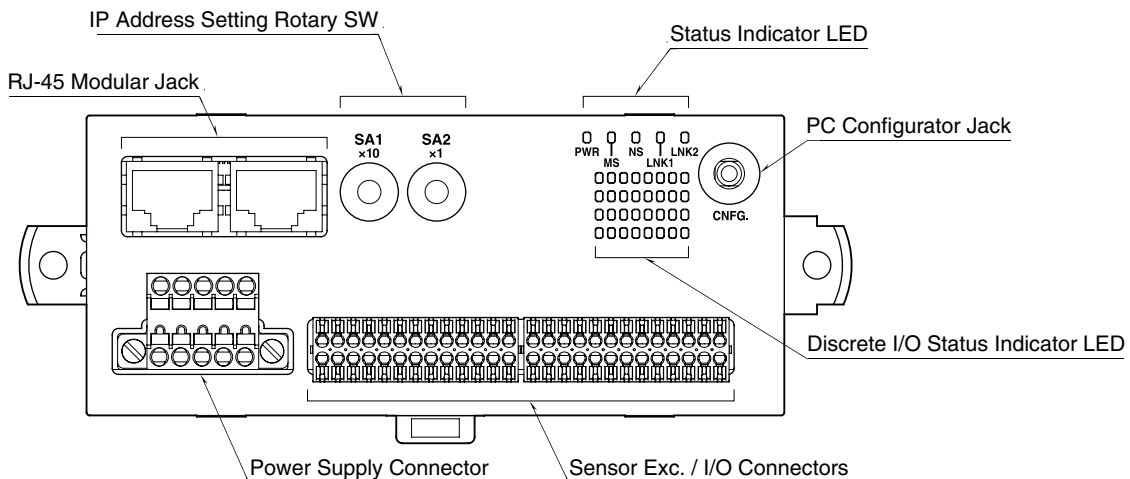 IP Address Setting Rotary SW
Status Indicator LED
RJ-45 Modular Jack
PC Configurator Jack
SA1
×10
SA2
×1
PWR
MS
NS
LNK1
LNK2
CNFG.
Discrete I/O Status Indicator LED
Power Supply Connector
Sensor Exc. / I/O Connectors